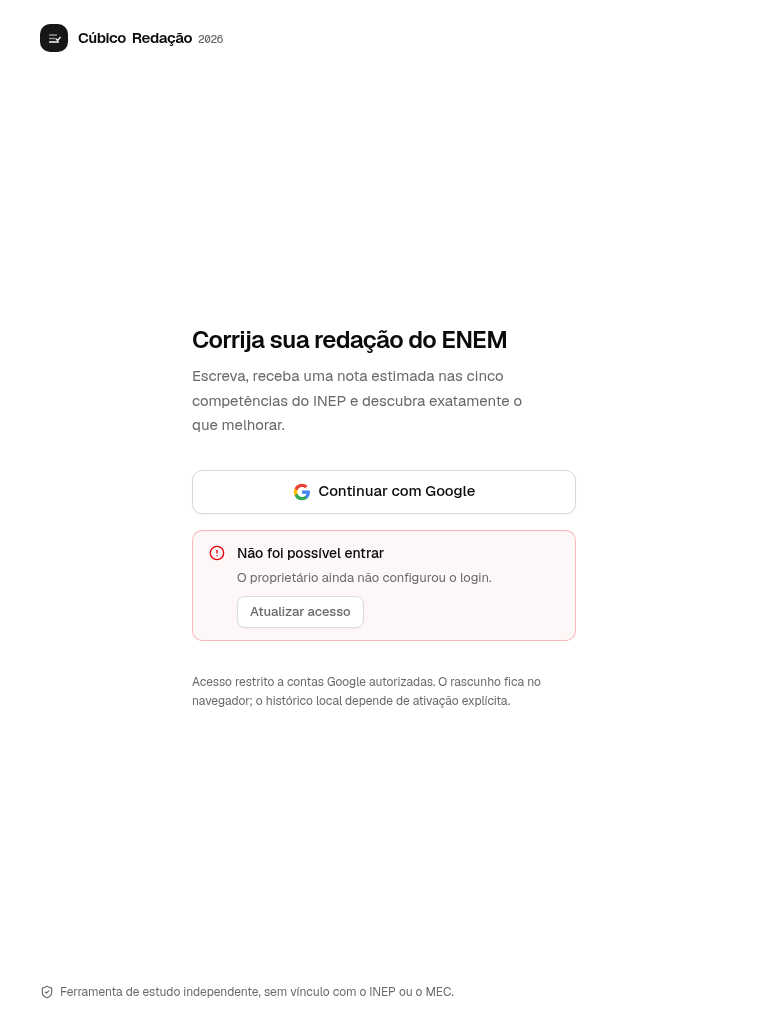 Cúbico Redação 2026
Corrija sua redação do ENEM
Escreva, receba uma nota estimada nas cinco
competências do INEP e descubra exatamente o
que melhorar.
Continuar com Google
Não foi possível entrar
O proprietário ainda não configurou o login.
Atualizar acesso
Acesso restrito a contas Google autorizadas. O rascunho fica no
navegador; o histórico local depende de ativação explícita.
Ferramenta de estudo independente, sem vínculo com o INEP ou o MEC.